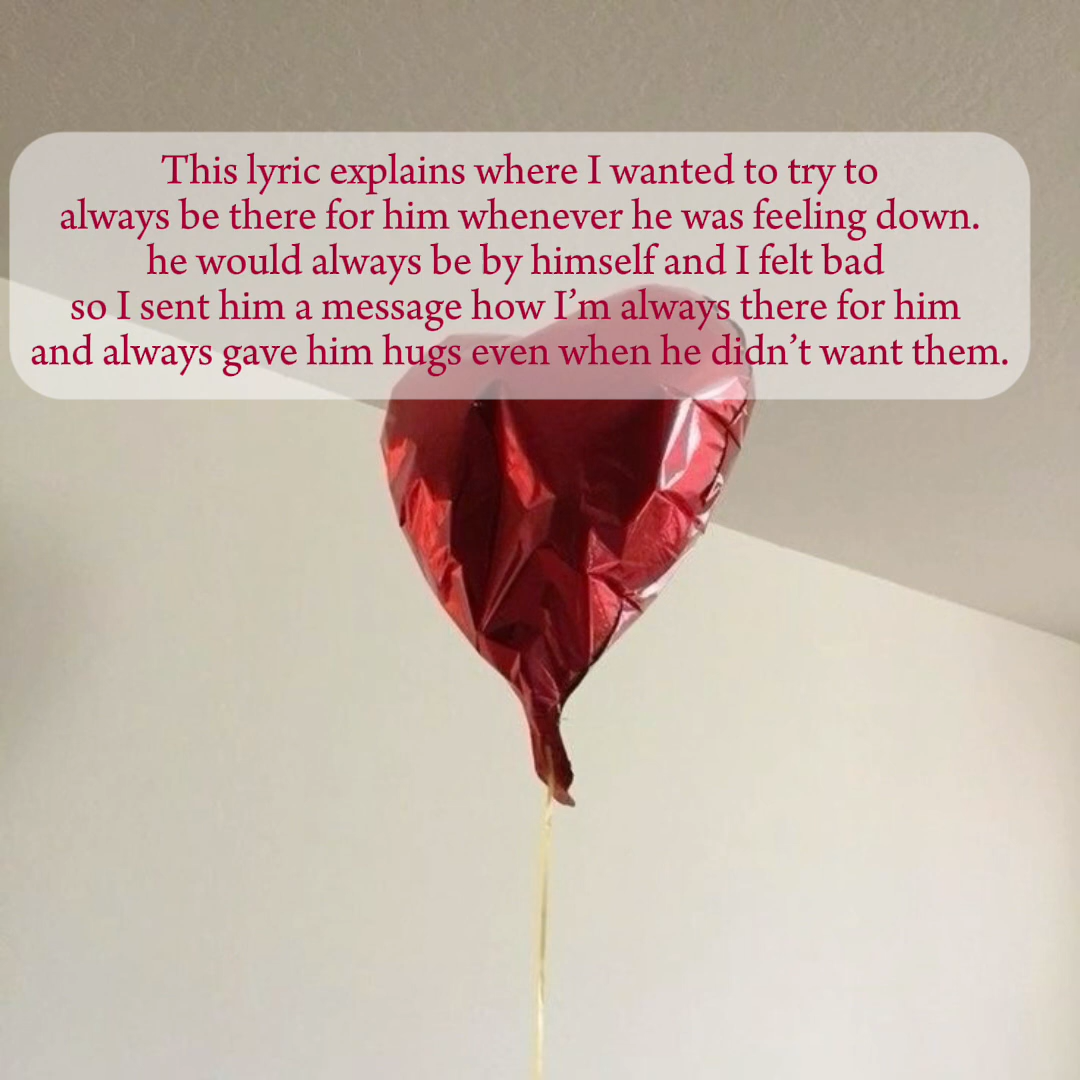 This lyric explains where I wanted to try to
always be there for him whenever he was feeling down.
he would always be by himself and I felt bad
so I sent him a message how I’m always there for him
and always gave him hugs even when he didn’t want them.